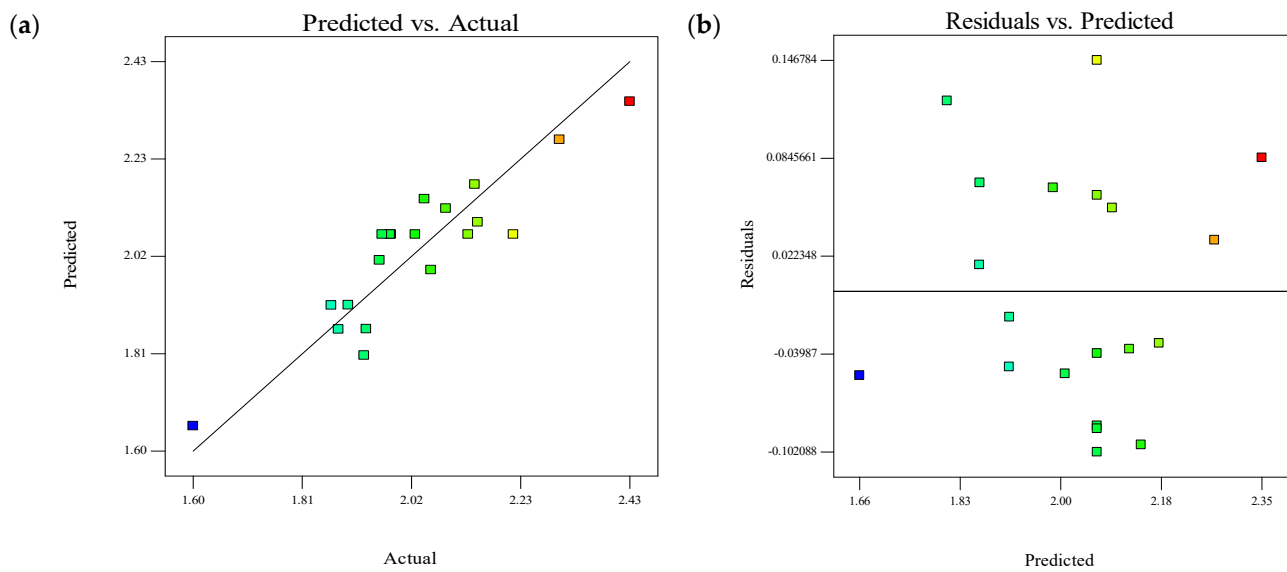 (a)
Predicted vs. Actual
2.43
2.23
2.02
1.81
1.60
Predicted
1.60
1.81
2.02
2.23
2.43
Actual
(b)
Residuals vs. Predicted
0.146784
0.0845661
0.022348
-0.03987
-0.102088
Residuals
1.66
1.83
2.00
2.18
2.35
Predicted